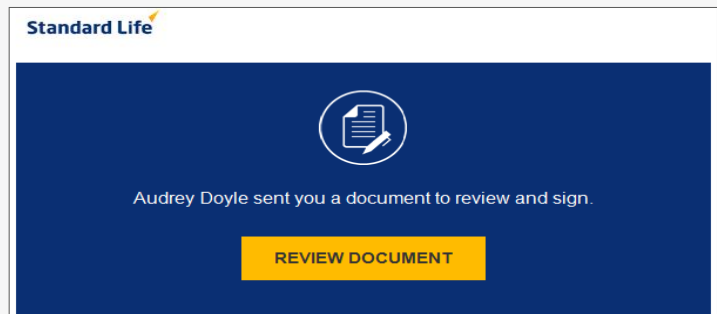 Standard Life
Audrey Doyle sent you a document to review and sign.
REVIEW DOCUMENT